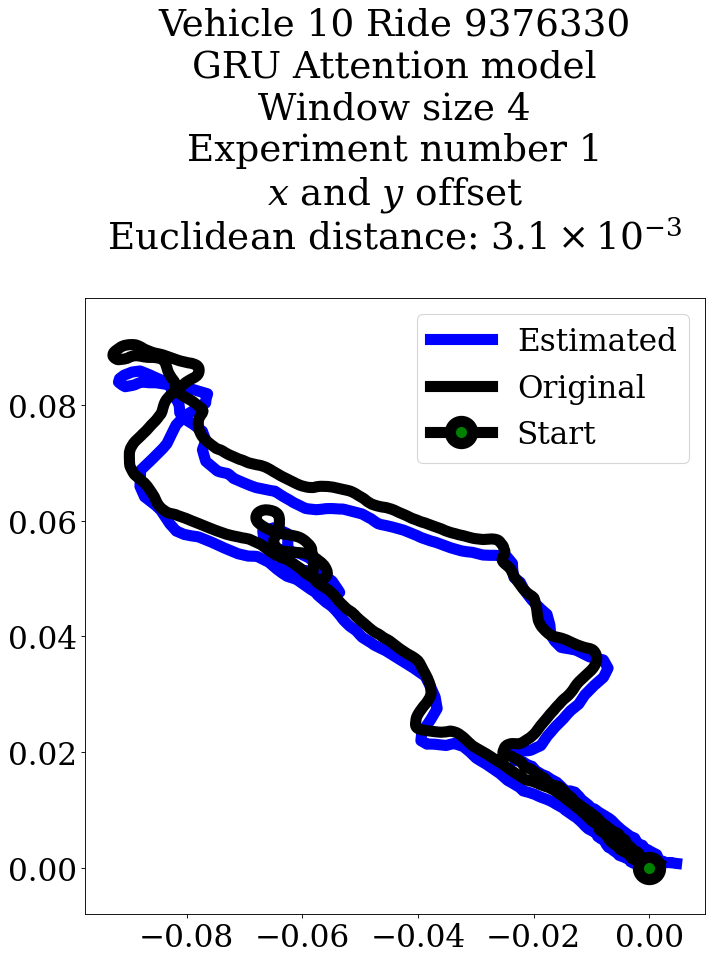 Vehicle 10 Ride 9376330
GRU Attention model
Window size 4
Experiment number 1
x and y offset
Euclidean distance: 3.1 × 10⁻³
Estimated
Original
Start
0.08
0.06
0.04
0.02
0.00
−0.08 −0.06 −0.04 −0.02 0.00